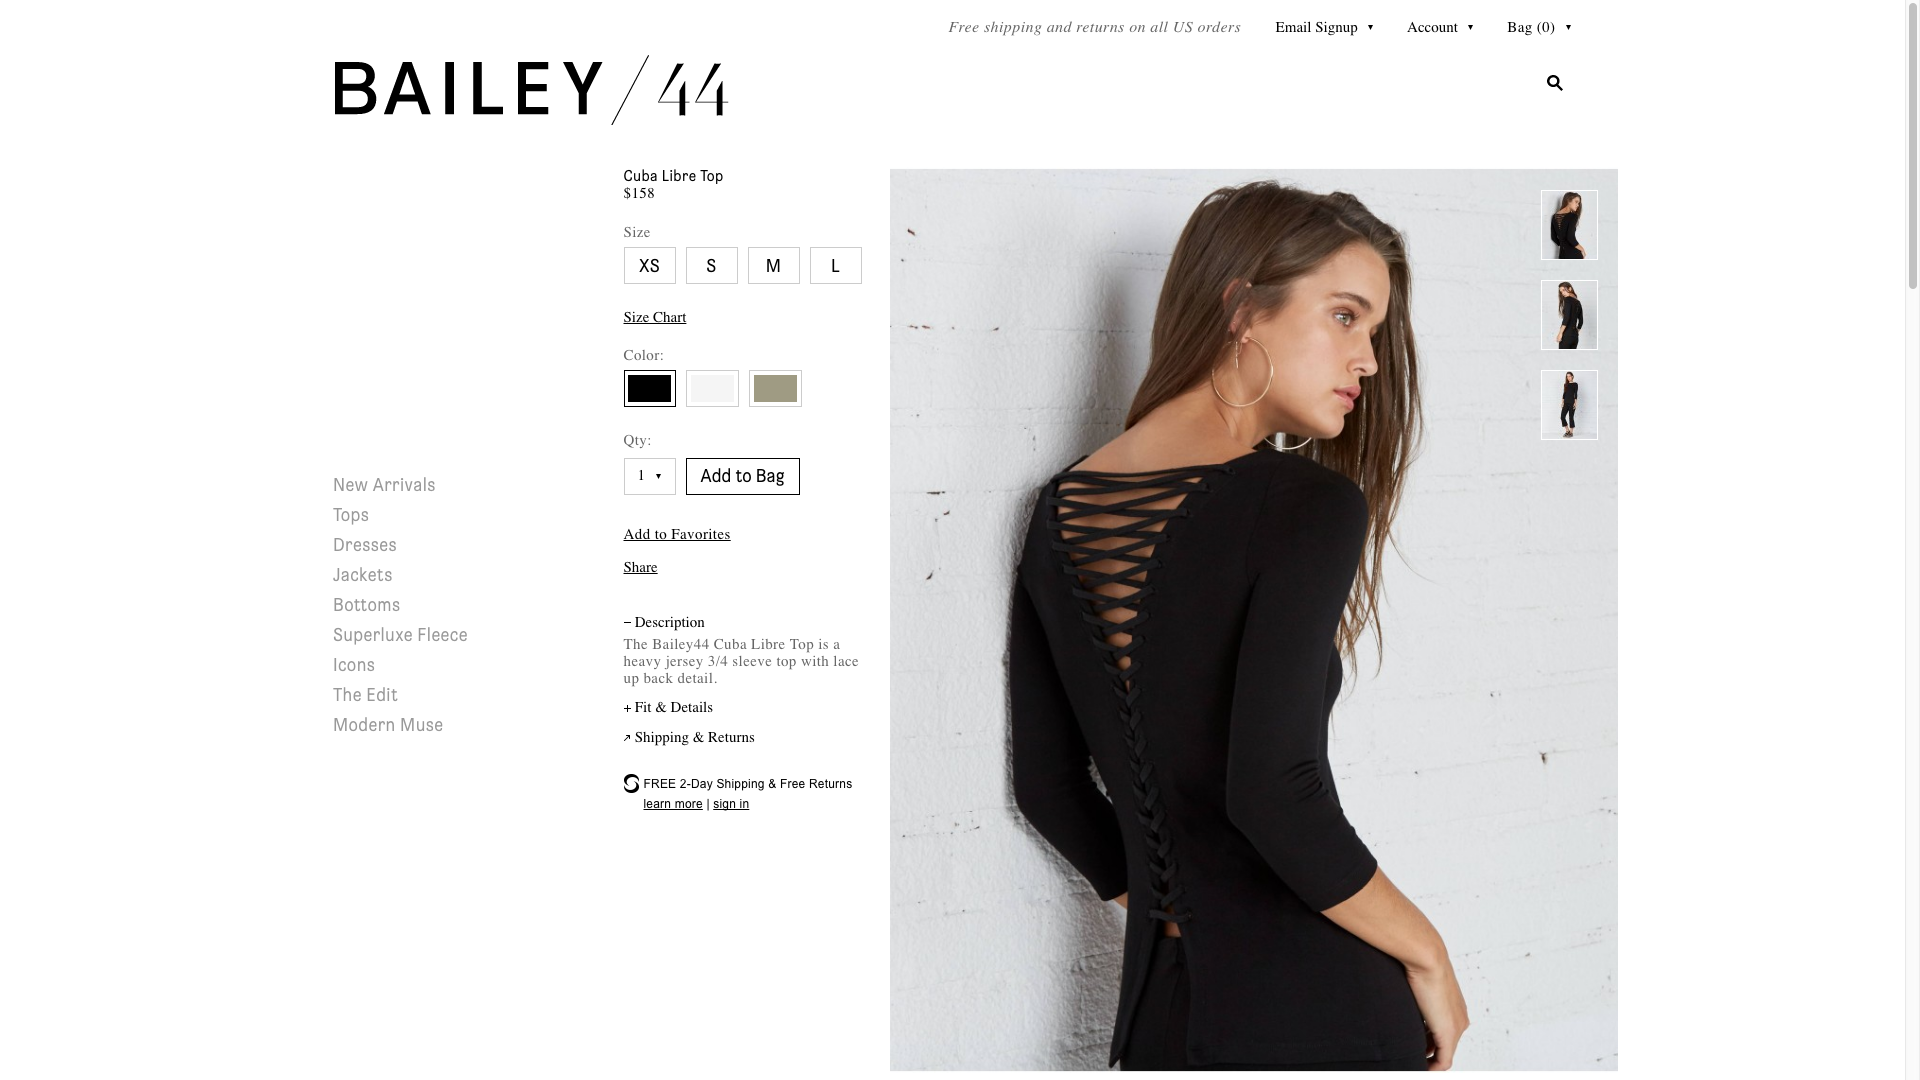 Free shipping and returns on all US orders
Email Signup ▼
Account ▼
Bag (0) ▼
BAILEY/44
Cuba Libre Top
$158
Size
XS S M L
Size Chart
Color:
Qty:
1 ▼ Add to Bag
Add to Favorites
Share
– Description
The Bailey44 Cuba Libre Top is a
heavy jersey 3/4 sleeve top with lace
up back detail.
+ Fit & Details
↗ Shipping & Returns
FREE 2-Day Shipping & Free Returns
learn more | sign in
New Arrivals
Tops
Dresses
Jackets
Bottoms
Superluxe Fleece
Icons
The Edit
Modern Muse